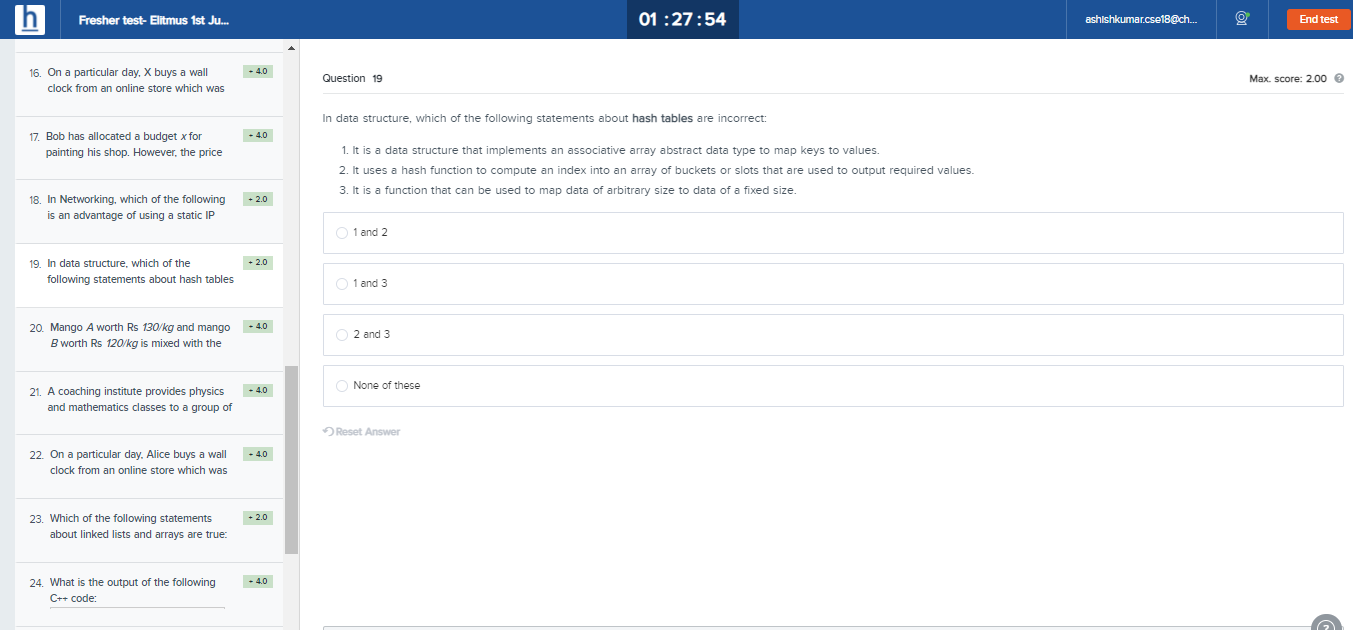 h
Fresher test- Elitmus 1st Ju...
01 :27:54
ashishkumar.cse18@ch...
End test
16. On a particular day, X buys a wall
clock from an online store which was
+ 4.0
17. Bob has allocated a budget x for
painting his shop. However, the price
+ 4.0
18. In Networking, which of the following
is an advantage of using a static IP
+ 2.0
19. In data structure, which of the
following statements about hash tables
+ 2.0
20. Mango A worth Rs 130/kg and mango
B worth Rs 120/kg is mixed with the
+ 4.0
21. A coaching institute provides physics
and mathematics classes to a group of
+ 4.0
22. On a particular day, Alice buys a wall
clock from an online store which was
+ 4.0
23. Which of the following statements
about linked lists and arrays are true:
+ 2.0
24. What is the output of the following
C++ code:
+ 4.0
Question 19
Max. score: 2.00 ?
In data structure, which of the following statements about hash tables are incorrect:
1. It is a data structure that implements an associative array abstract data type to map keys to values.
2. It uses a hash function to compute an index into an array of buckets or slots that are used to output required values.
3. It is a function that can be used to map data of arbitrary size to data of a fixed size.
1 and 2
1 and 3
2 and 3
None of these
Reset Answer
?